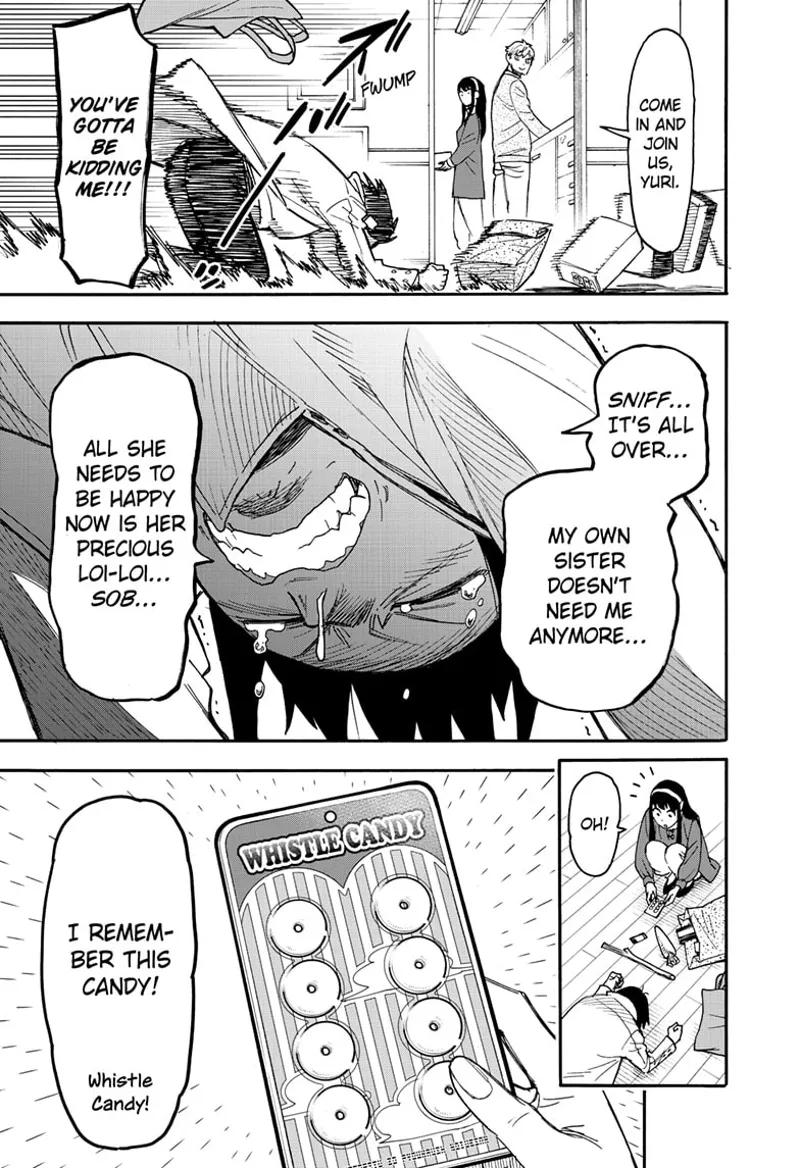 COME
IN AND
JOIN
US,
YURI.
FWUMP
YOU'VE
GOTTA
BE
KIDDING
ME!!!
SNIFF...
IT'S ALL
OVER...
MY OWN
SISTER
DOESN'T
NEED ME
ANYMORE...
ALL SHE
NEEDS TO
BE HAPPY
NOW IS HER
PRECIOUS
LOI-LOI...
SOB...
OH!
WHISTLE CANDY
I REMEM-
BER THIS
CANDY!
Whistle
Candy!